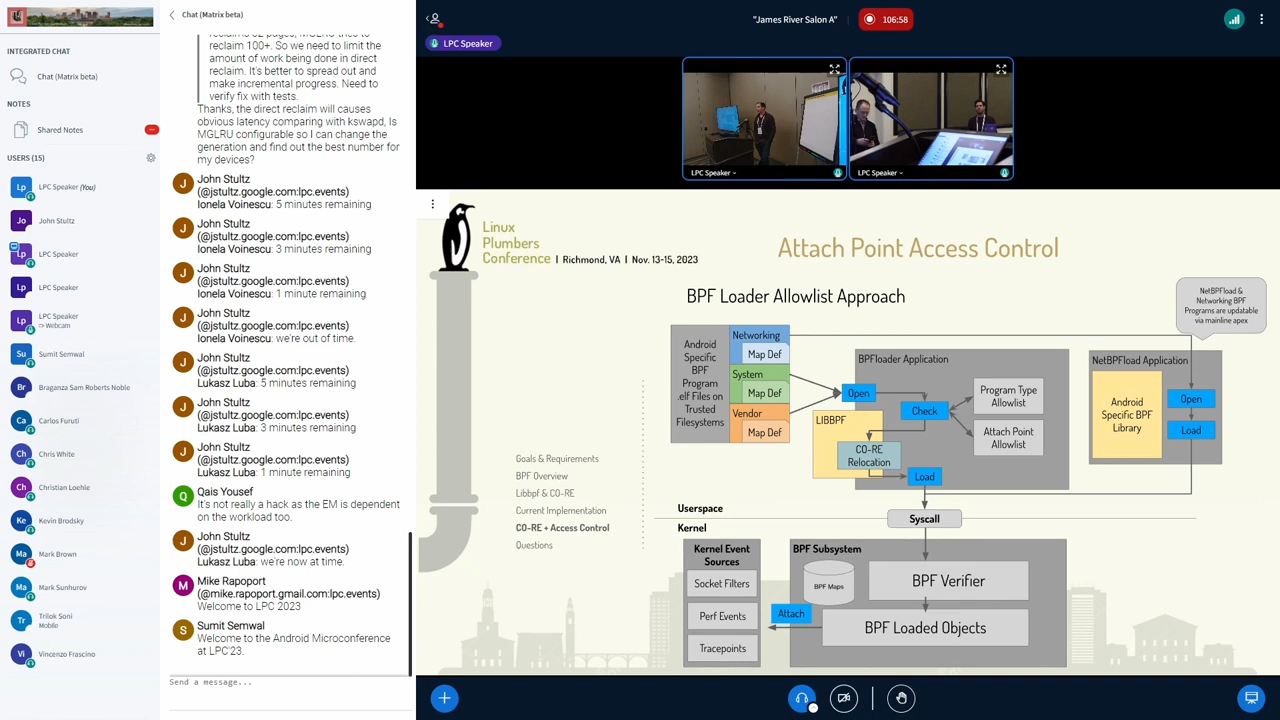 INTEGRATED CHAT
Chat (Matrix beta)
NOTES
Shared Notes
USERS (15)
Lp LPC Speaker (You)
Jo John Stultz
Lp LPC Speaker
Lp LPC Speaker
Lp LPC Speaker
=> Webcam
Su Sumit Semwal
Br Braganza Sam Roberts Noble
Ca Carlos Furuti
Ch Chris White
Ch Christian Loehle
Ke Kevin Brodsky
Ma Mark Brown
Ma Mark Sunhurov
Tr Trilok Soni
Mobile
Vi Vincenzo Frascino
Chat (Matrix beta)
reclaim 100+. So we need to limit the
amount of work being done in direct
reclaim. It's better to spread out and
make incremental progress. Need to
verify fix with tests.
Thanks, the direct reclaim will causes
obvious latency comparing with kswapd, Is
MGLRU configurable so I can change the
generation and find out the best number for
my devices?
J John Stultz
(@jstultz.google.com:lpc.events)
Ionela Voinescu: 5 minutes remaining
J John Stultz
(@jstultz.google.com:lpc.events)
Ionela Voinescu: 3 minutes remaining
J John Stultz
(@jstultz.google.com:lpc.events)
Ionela Voinescu: 1 minute remaining
J John Stultz
(@jstultz.google.com:lpc.events)
Ionela Voinescu: we're out of time.
J John Stultz
(@jstultz.google.com:lpc.events)
Lukasz Luba: 5 minutes remaining
J John Stultz
(@jstultz.google.com:lpc.events)
Lukasz Luba: 3 minutes remaining
J John Stultz
(@jstultz.google.com:lpc.events)
Lukasz Luba: 1 minute remaining
Q Qais Yousef
It's not really a hack as the EM is dependent
on the workload too.
J John Stultz
(@jstultz.google.com:lpc.events)
Lukasz Luba: we're now at time.
M Mike Rapoport
(@mike.rapoport.gmail.com:lpc.events)
Welcome to LPC 2023
S Sumit Semwal
Welcome to the Android Microconference
at LPC'23.
Send a message...
"James River Salon A"
106:58
LPC Speaker
LPC Speaker
LPC Speaker
Linux
Plumbers
Conference | Richmond, VA | Nov. 13-15, 2023
Attach Point Access Control
BPF Loader Allowlist Approach
NetBPFload &
Networking BPF
Programs are updatable
via mainline apex
Android
Specific
BPF
Program
.elf Files on
Trusted
Filesystems
Networking
Map Def
System
Map Def
Vendor
Map Def
BPFloader Application
Open
Check
Program Type
Allowlist
Attach Point
Allowlist
LIBBPF
CO-RE
Relocation
Load
NetBPFload Application
Android
Specific BPF
Library
Open
Load
Goals & Requirements
BPF Overview
Libbpf & CO-RE
Current Implementation
CO-RE + Access Control
Questions
Userspace
Kernel
Syscall
Kernel Event
Sources
Socket Filters
Perf Events
Tracepoints
Attach
BPF Subsystem
BPF Maps
BPF Verifier
BPF Loaded Objects